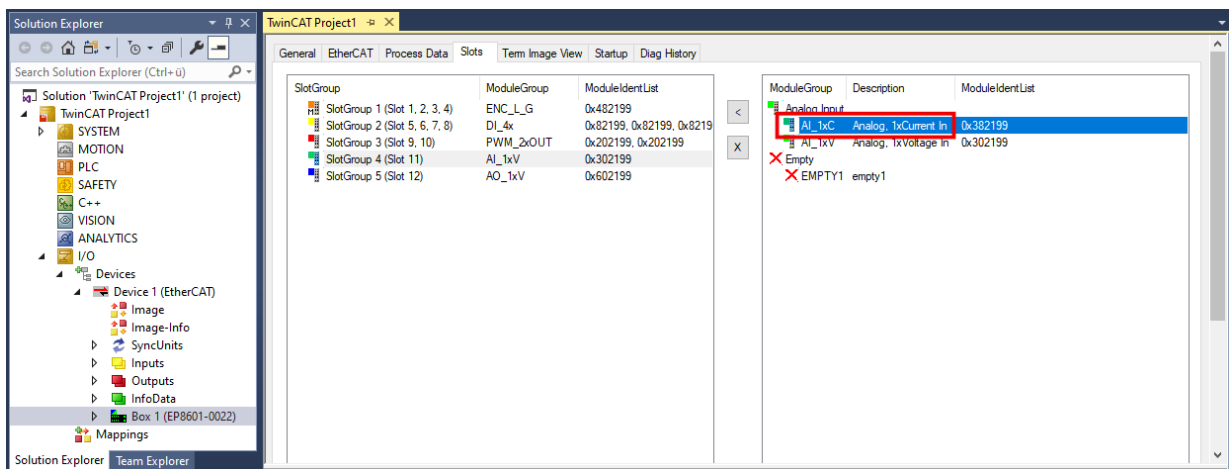 Solution Explorer
Search Solution Explorer (Ctrl+ü)
Solution 'TwinCAT Project1' (1 project)
TwinCAT Project1
SYSTEM
MOTION
PLC
SAFETY
C++
VISION
ANALYTICS
I/O
Devices
Device 1 (EtherCAT)
Image
Image-Info
SyncUnits
Inputs
Outputs
InfoData
Box 1 (EP8601-0022)
Mappings
Solution Explorer Team Explorer
TwinCAT Project1
General EtherCAT Process Data Slots Term Image View Startup Diag History
SlotGroup ModuleGroup ModuleIdentList
SlotGroup 1 (Slot 1, 2, 3, 4) ENC_L_G 0x482199
SlotGroup 2 (Slot 5, 6, 7, 8) DI_4x 0x82199, 0x82199, 0x8219
SlotGroup 3 (Slot 9, 10) PWM_2xOUT 0x202199, 0x202199
SlotGroup 4 (Slot 11) AI_1xV 0x302199
SlotGroup 5 (Slot 12) AO_1xV 0x602199
<
X
ModuleGroup Description ModuleIdentList
Analog Input
AI_1xC Analog, 1xCurrent In 0x382199
AI_1xV Analog, 1xVoltage In 0x302199
Empty
EMPTY1 empty1